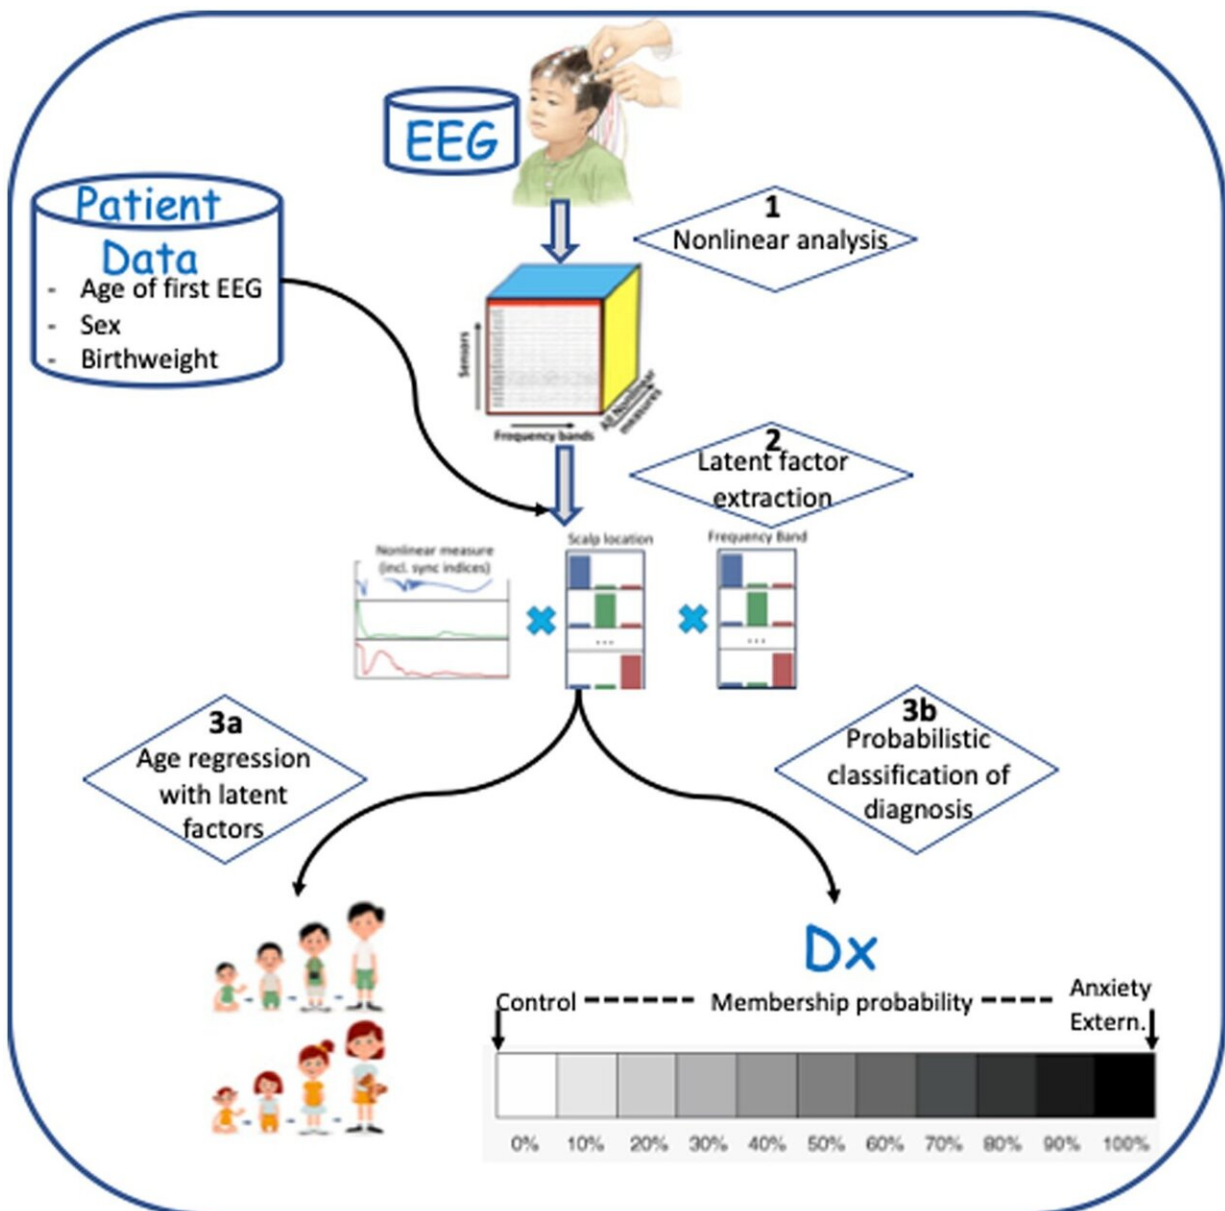 EEG
Patient
Data
- Age of first EEG
- Sex
- Birthweight
1
Nonlinear analysis
Sensors
Frequency bands
All Nonlinear
measures
2
Latent factor
extraction
Nonlinear measure
(incl. sync indices)
Scalp location
Frequency Band
...
...
3a
Age regression
with latent
factors
3b
Probabilistic
classification of
diagnosis
Dx
Control Membership probability Anxiety
Extern.
0% 10% 20% 30% 40% 50% 60% 70% 80% 90% 100%